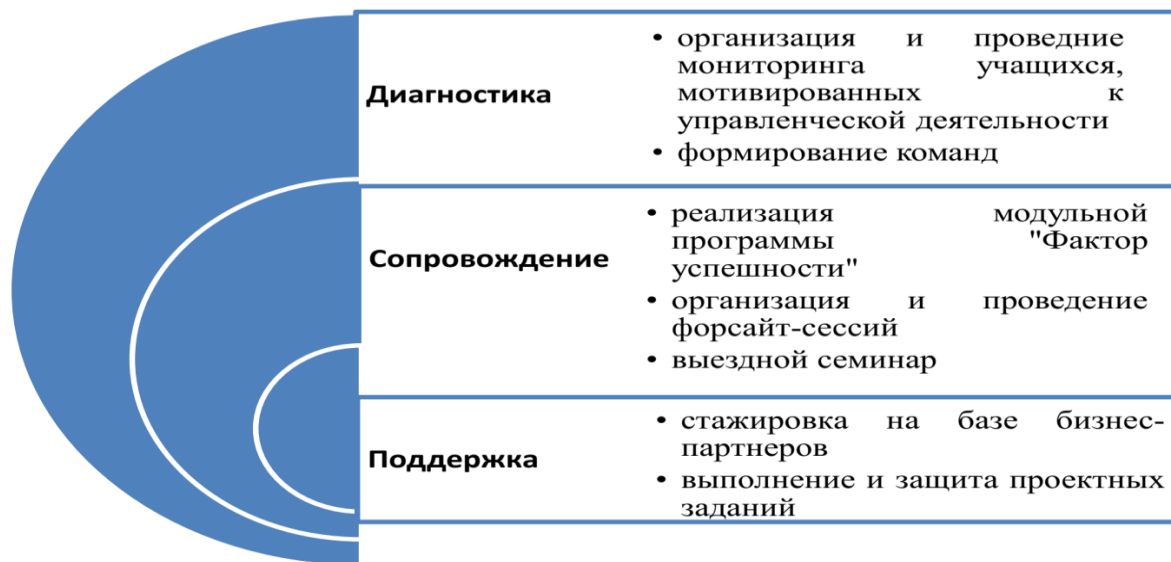 Диагностика
• организация и проведние
мониторинга учащихся,
мотивированных к
управленческой деятельности
• формирование команд
Сопровождение
• реализация модульной
программы "Фактор
успешности"
• организация и проведение
форсайт-сессий
• выездной семинар
Поддержка
• стажировка на базе бизнес-
партнеров
• выполнение и защита проектных
заданий